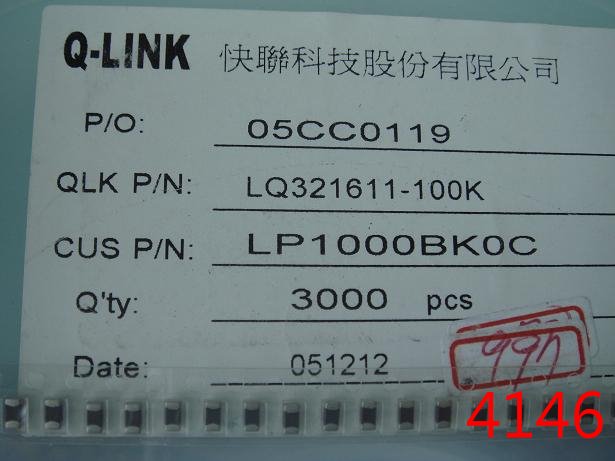 Q-LINK 快聯科技股份有限公司
P/O: 05CC0119
QLK P/N: LQ321611-100K
CUS P/N: LP1000BK0C
Q'ty: 3000 pcs
Date: 051212
4146